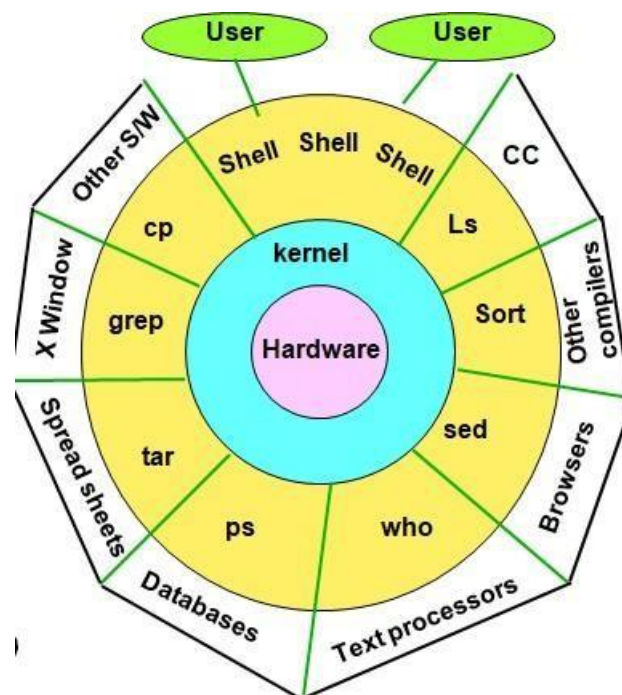 User
User
Other S/W
Shell
Shell
Shell
CC
cp
Ls
kernel
X Window
grep
Hardware
Sort
Other
compilers
Spread sheets
tar
sed
Browsers
ps
who
Databases
Text processors